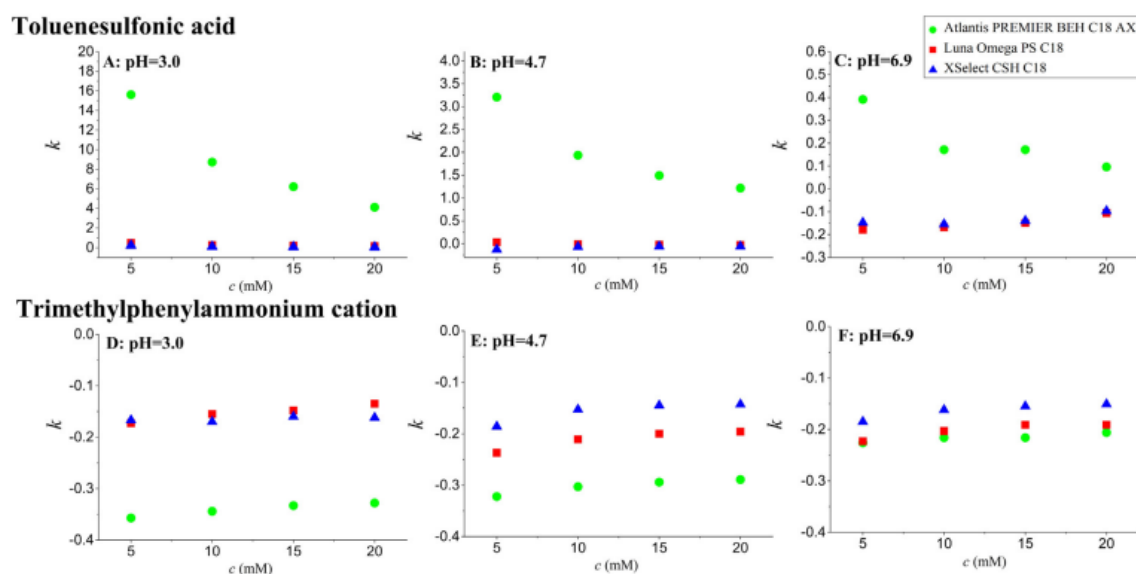 Toluenesulfonic acid
Atlantis PREMIER BEH C18 AX
Luna Omega PS C18
XSelect CSH C18
A: pH=3.0
20
18
16
14
12
10
8
6
4
2
0
k
5 10 15 20
c (mM)
B: pH=4.7
4.0
3.5
3.0
2.5
2.0
1.5
1.0
0.5
0.0
k
5 10 15 20
c (mM)
C: pH=6.9
0.6
0.5
0.4
0.3
0.2
0.1
0.0
-0.1
-0.2
-0.3
k
5 10 15 20
c (mM)
Trimethylphenylammonium cation
D: pH=3.0
0.0
-0.1
-0.2
-0.3
-0.4
k
5 10 15 20
c (mM)
E: pH=4.7
0.0
-0.1
-0.2
-0.3
-0.4
k
5 10 15 20
c (mM)
F: pH=6.9
0.0
-0.1
-0.2
-0.3
-0.4
k
5 10 15 20
c (mM)